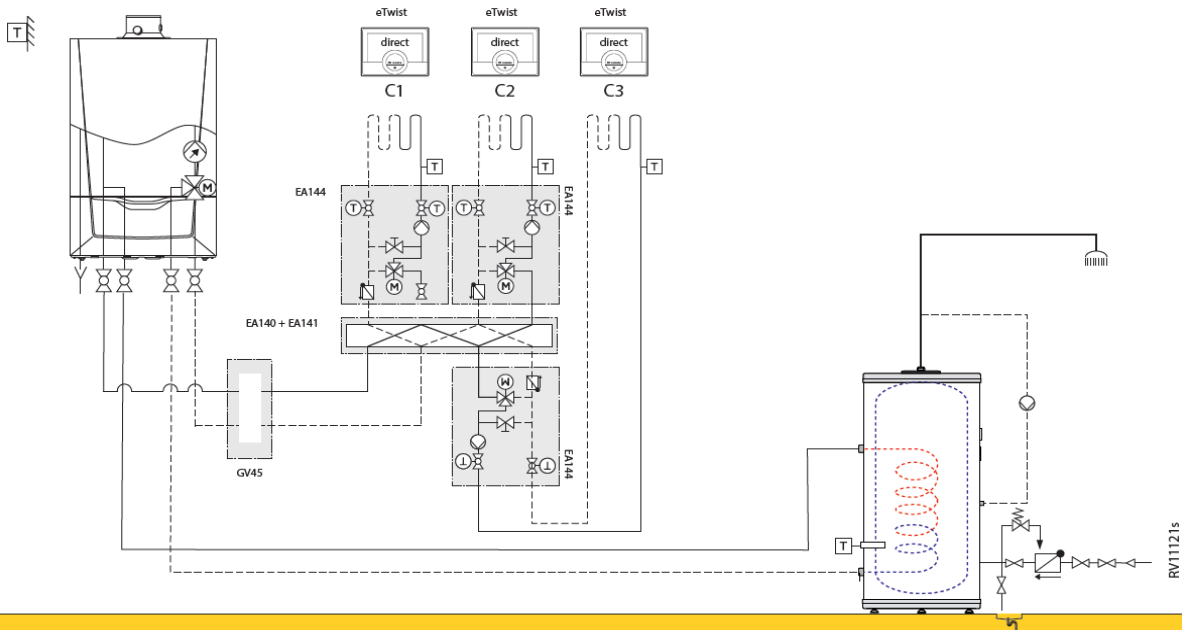 eTwist
eTwist
eTwist
T
direct
direct
direct
C1
C2
C3
T
T
T
M
EA144
EA144
T
T
T
T
M
M
EA140 + EA141
M
GV45
T
T
EA144
T
RV11121s